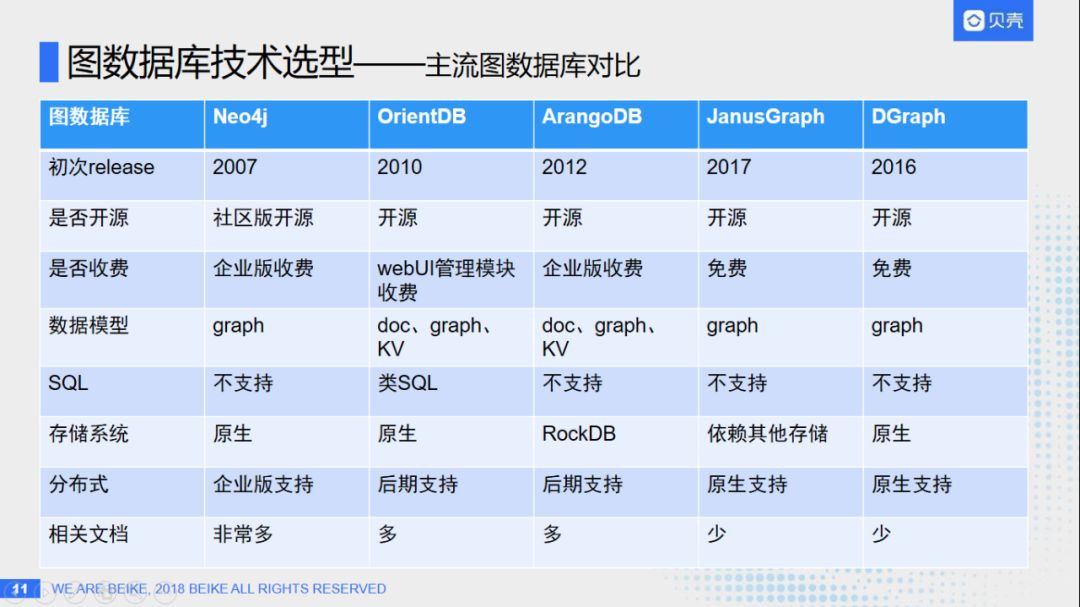 贝壳
图数据库技术选型——主流图数据库对比
图数据库 Neo4j OrientDB ArangoDB JanusGraph DGraph
初次release 2007 2010 2012 2017 2016
是否开源 社区版开源 开源 开源 开源 开源
是否收费 企业版收费 webUI管理模块 企业版收费 免费 免费
收费
数据模型 graph doc、graph、 doc、graph、 graph graph
KV KV
SQL 不支持 类SQL 不支持 不支持 不支持
存储系统 原生 原生 RockDB 依赖其他存储 原生
分布式 企业版支持 后期支持 后期支持 原生支持 原生支持
相关文档 非常多 多 多 少 少
11 WE ARE BEIKE, 2018 BEIKE ALL RIGHTS RESERVED